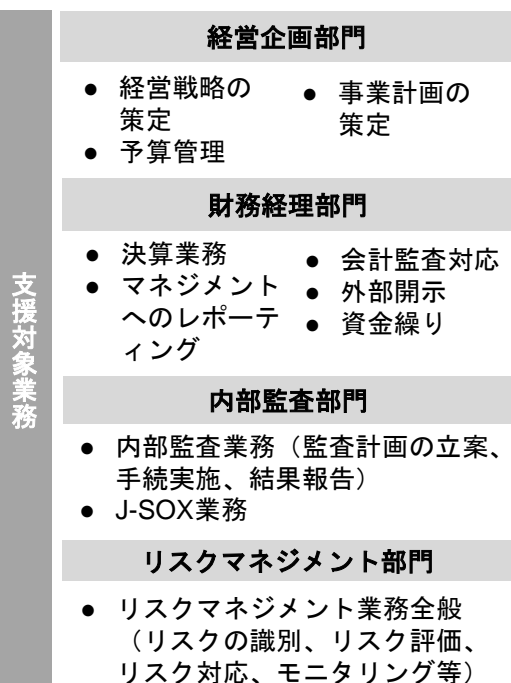 支援対象業務
経営企画部門
● 経営戦略の
策定
● 予算管理
● 事業計画の
策定
財務経理部門
● 決算業務
● マネジメント
へのレポーテ
ィング
● 会計監査対応
● 外部開示
● 資金繰り
内部監査部門
● 内部監査業務（監査計画の立案、
手続実施、結果報告）
● J-SOX業務
リスクマネジメント部門
● リスクマネジメント業務全般
（リスクの識別、リスク評価、
リスク対応、モニタリング等）